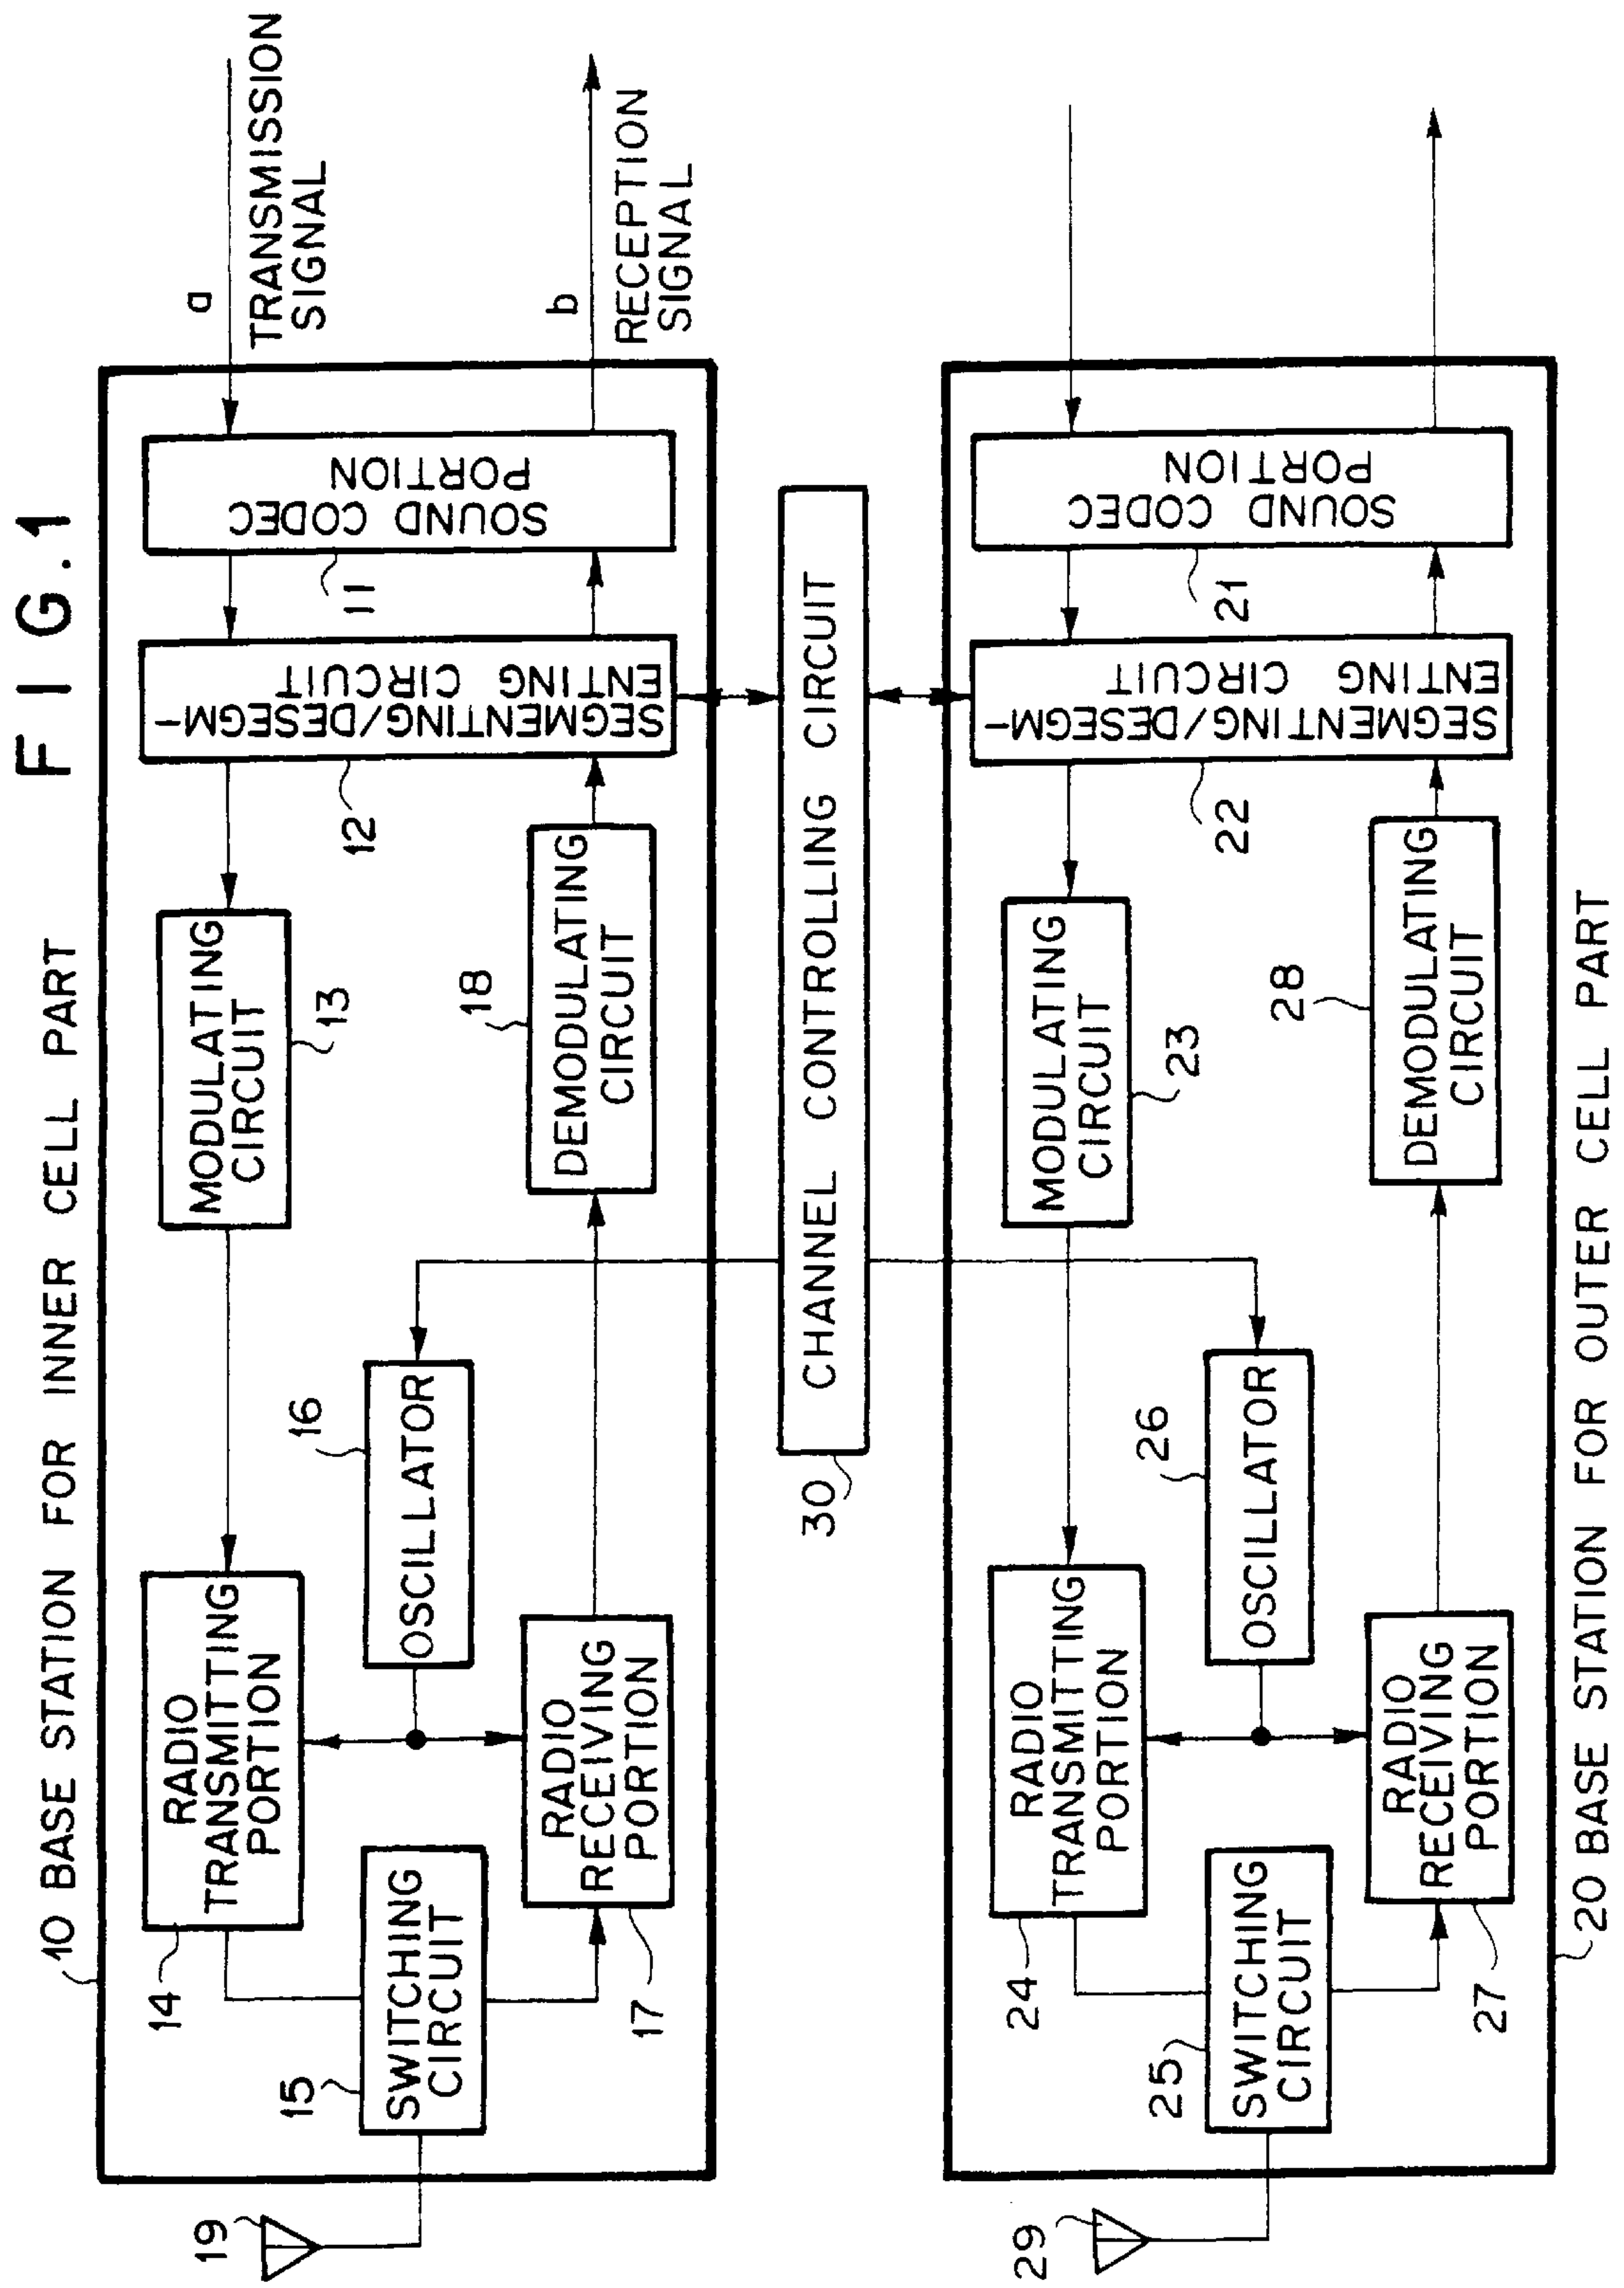 FIG.1
10 BASE STATION FOR INNER CELL PART
14
RADIO
TRANSMITTING
PORTION
MODULATING
CIRCUIT
13
a
TRANSMISSION
SIGNAL
15
SWITCHING
CIRCUIT
16
OSCILLATOR
12
SEGMENTING/DESEGM-
ENTING CIRCUIT
11
SOUND CODEC
PORTION
19
17
RADIO
RECEIVING
PORTION
18
DEMODULATING
CIRCUIT
b
RECEPTION
SIGNAL
30
CHANNEL CONTROLLING CIRCUIT
24
RADIO
TRANSMITTING
PORTION
MODULATING
CIRCUIT
23
25
SWITCHING
CIRCUIT
26
OSCILLATOR
22
SEGMENTING/DESEGM-
ENTING CIRCUIT
21
SOUND CODEC
PORTION
29
27
RADIO
RECEIVING
PORTION
28
DEMODULATING
CIRCUIT
20 BASE STATION FOR OUTER CELL PART